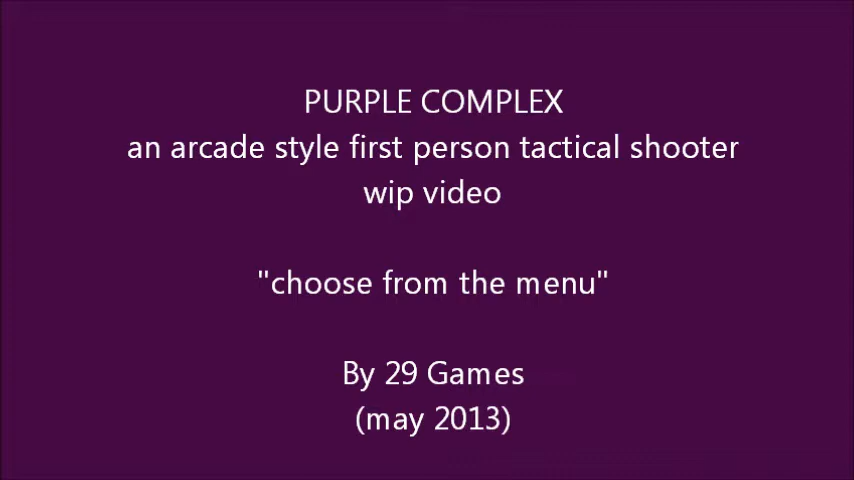 PURPLE COMPLEX
an arcade style first person tactical shooter
wip video
"choose from the menu"
By 29 Games
(may 2013)